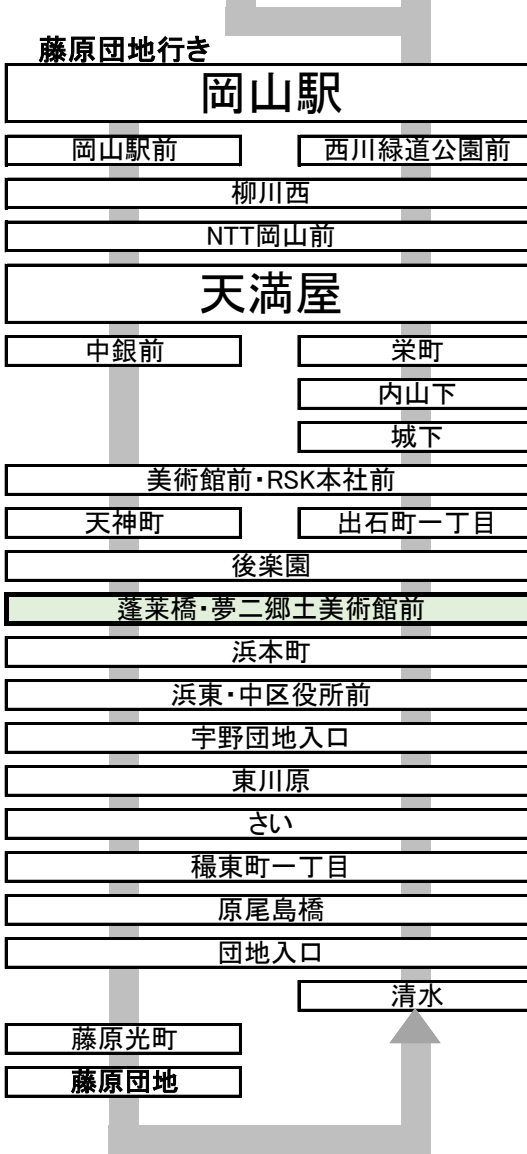 藤原団地行き
岡山駅
岡山駅前 西川緑道公園前
柳川西
NTT岡山前
天満屋
中銀前 栄町
内山下
城下
美術館前・RSK本社前
天神町 出石町一丁目
後楽園
蓬莱橋・夢二郷土美術館前
浜本町
浜東・中区役所前
宇野団地入口
東川原
さい
穝東町一丁目
原尾島橋
団地入口
清水
藤原光町
藤原団地